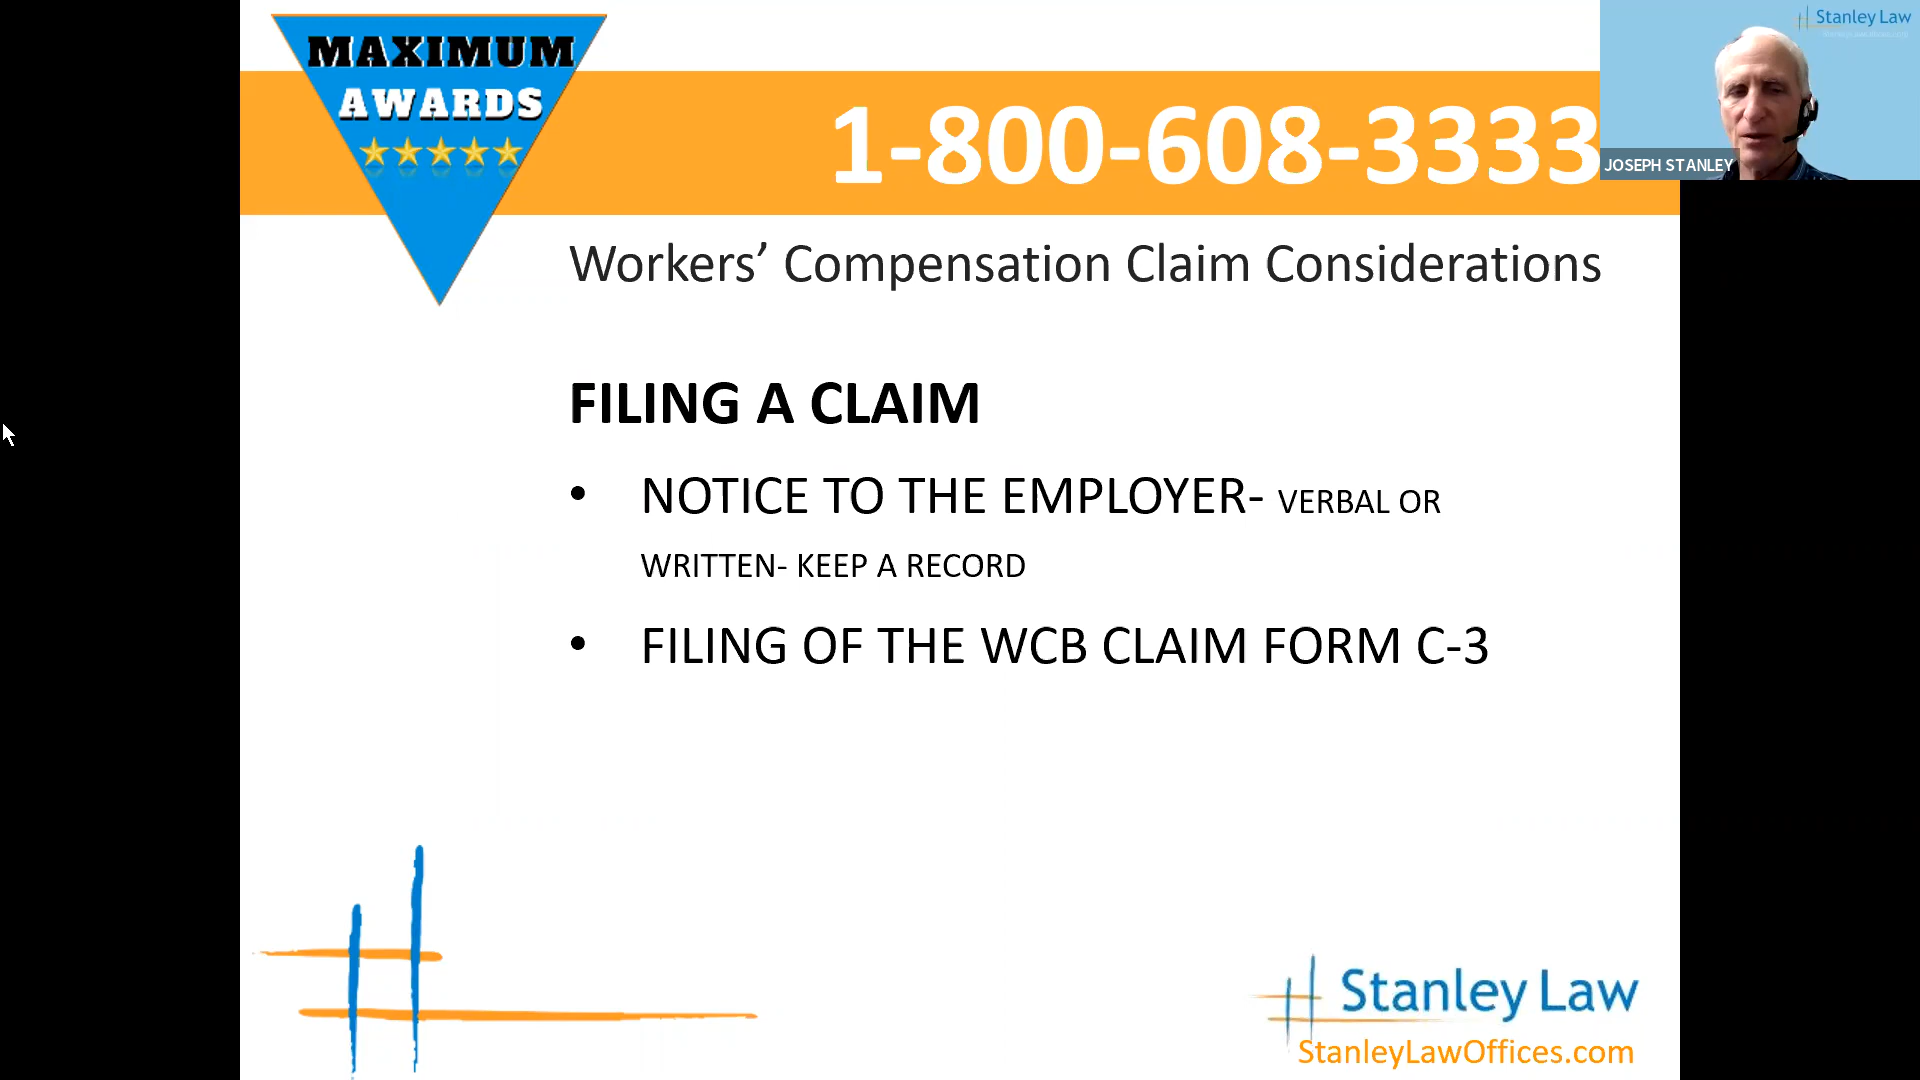 MAXIMUM
AWARDS
1-800-608-3333
Stanley Law
JOSEPH STANLEY
Workers’ Compensation Claim Considerations
FILING A CLAIM
• NOTICE TO THE EMPLOYER- VERBAL OR
WRITTEN- KEEP A RECORD
• FILING OF THE WCB CLAIM FORM C-3
Stanley Law
StanleyLawOffices.com